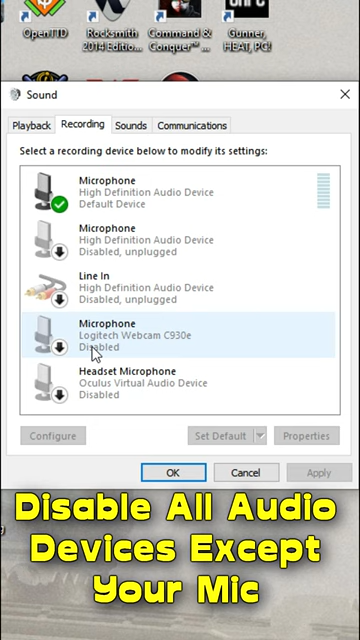 OpenTTD
Rocksmith
2014 Editio...
Command &
Conquer™ ...
Gunner,
HEAT, PC!
Sound
Playback
Recording
Sounds
Communications
Select a recording device below to modify its settings:
Microphone
High Definition Audio Device
Default Device
Microphone
High Definition Audio Device
Disabled, unplugged
Line In
High Definition Audio Device
Disabled, unplugged
Microphone
Logitech Webcam C930e
Disabled
Headset Microphone
Oculus Virtual Audio Device
Disabled
Configure
Set Default
Properties
OK
Cancel
Apply
Disable All Audio
Devices Except
Your Mic